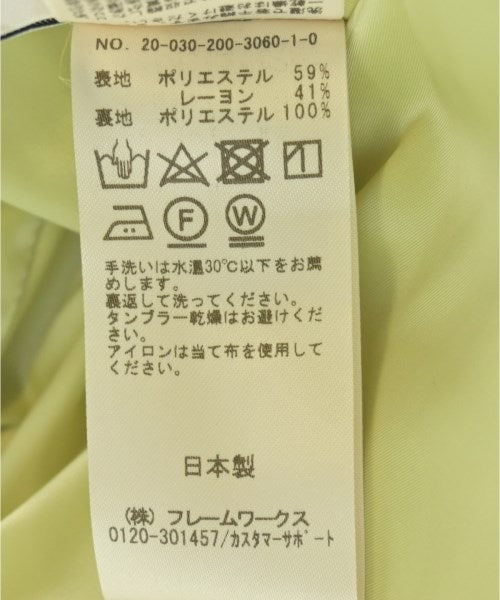 NO. 20-030-200-3060-1-0
表地 ポリエステル 59%
レーヨン 41%
裏地 ポリエステル 100%
F
W
手洗いは水温30℃以下をお薦
めします。
裏返して洗ってください。
タンブラー乾燥はお避けくだ
さい。
アイロンは当て布を使用して
ください。
日本製
(株) フレームワークス
0120-301457/カスタマーサポート